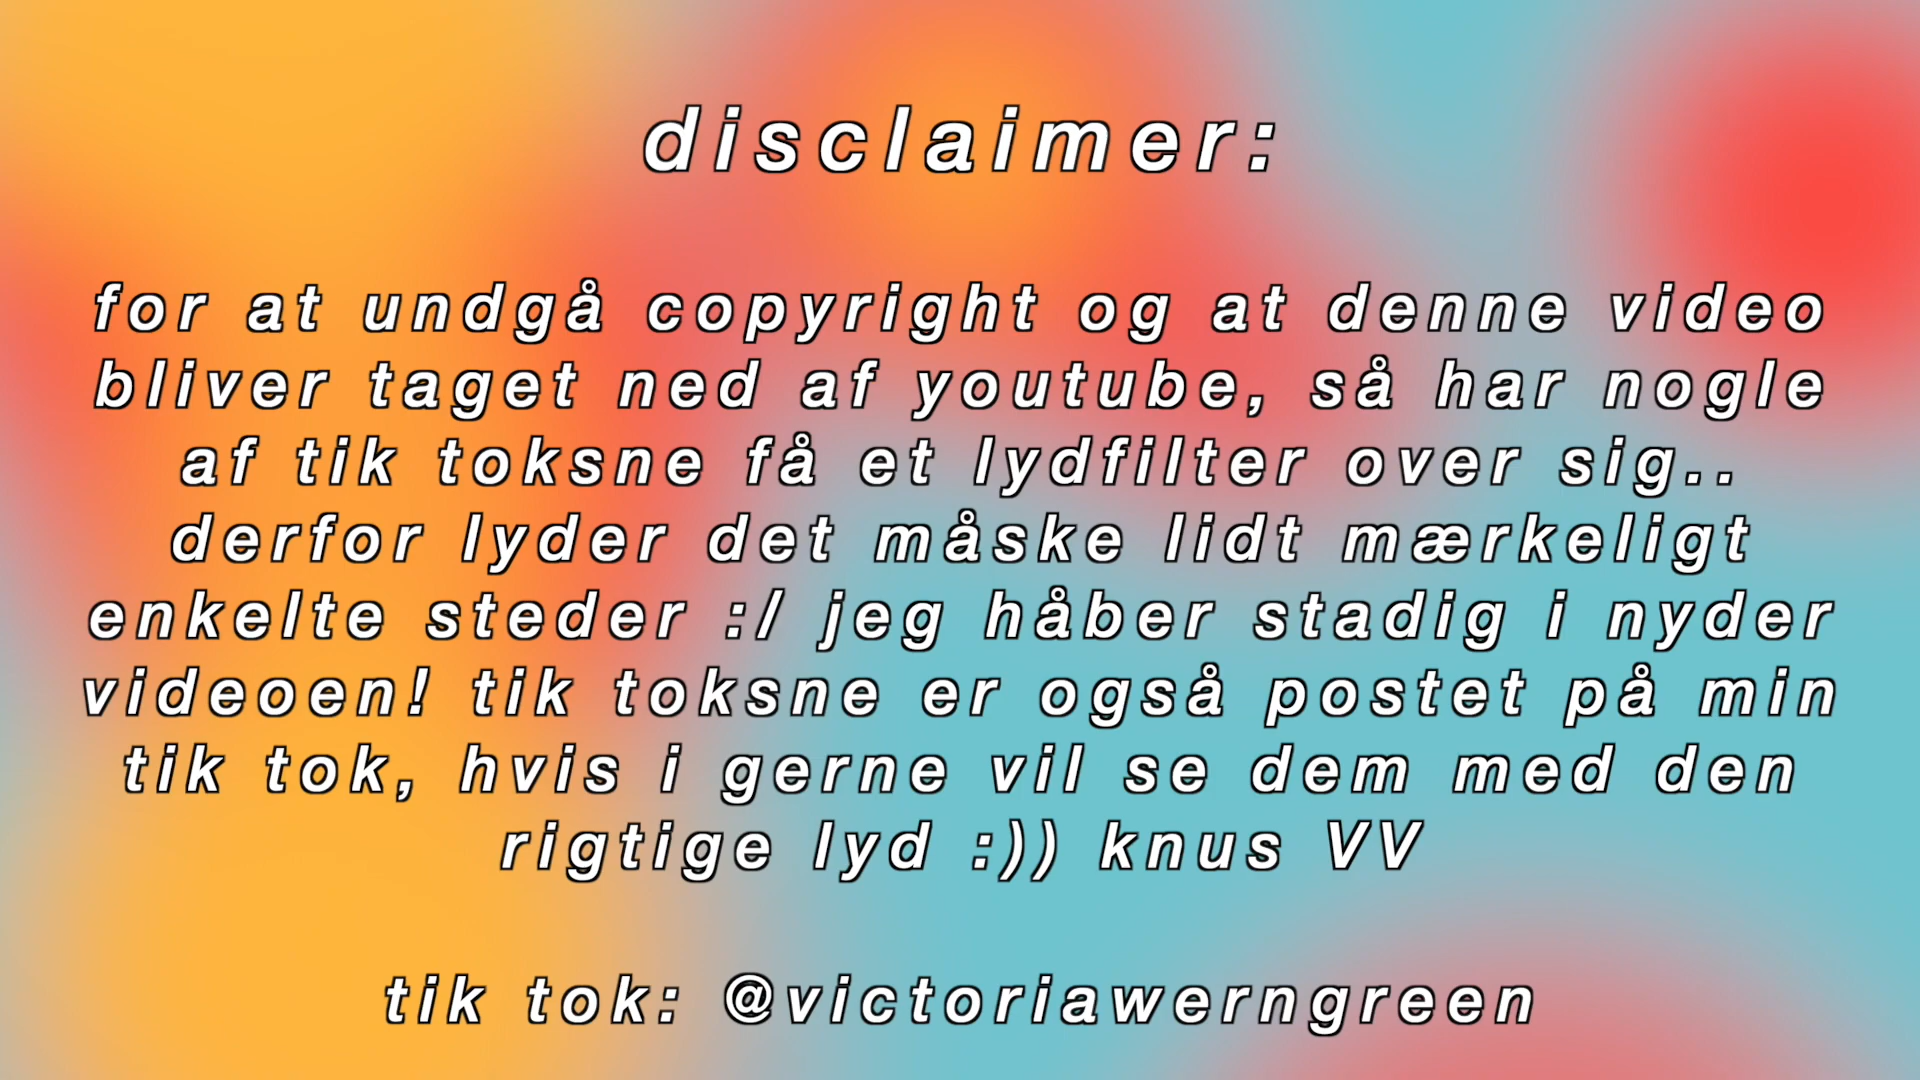 disclaimer:
for at undgå copyright og at denne video
bliver taget ned af youtube, så har nogle
af tik toksne få et lydfilter over sig..
derfor lyder det måske lidt mærkeligt
enkelte steder :/ jeg håber stadig i nyder
videoen! tik toksne er også postet på min
tik tok, hvis i gerne vil se dem med den
rigtige lyd :)) knus VV
tik tok: @victoriawerngreen